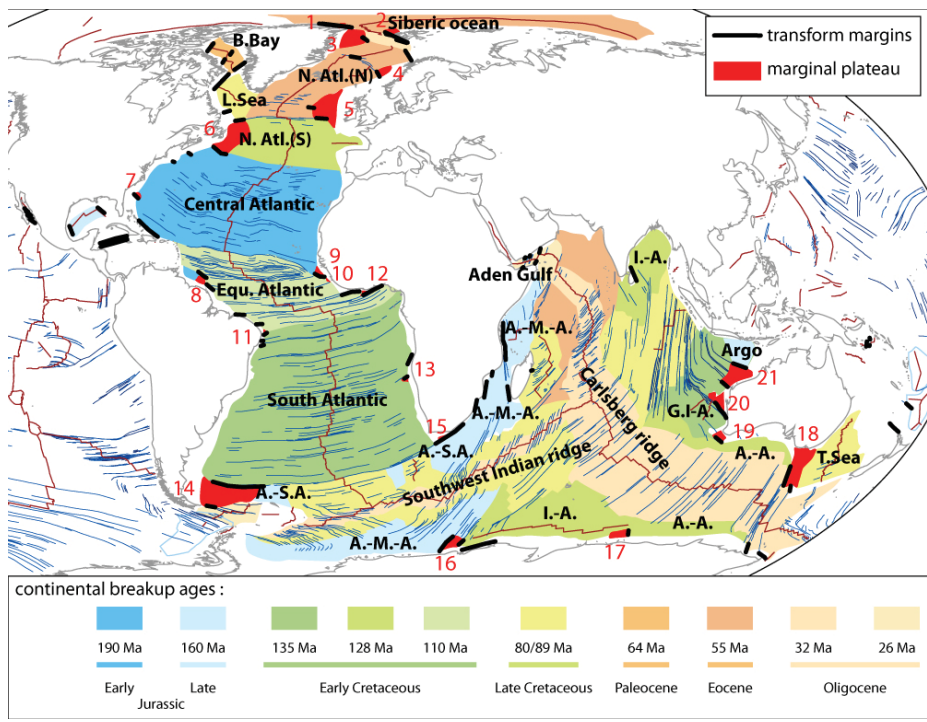 1
2
Siberic ocean
3
B.Bay
transform margins
marginal plateau
N. Atl.(N)
4
L.Sea
5
6
N. Atl.(S)
7
Central Atlantic
9
I.-A.
10
12
Aden Gulf
8
Equ. Atlantic
11
A.-M.-A.
Argo
13
21
South Atlantic
Carlsberg ridge
A.-M.-A.
G.I-A.
20
15
19
18
A.-S.A.
A.-A.
T.Sea
Southwest Indian ridge
14
A.-S.A.
I.-A.
A.-A.
A.-M.-A.
16
17
continental breakup ages :
190 Ma
160 Ma
135 Ma
128 Ma
110 Ma
80/89 Ma
64 Ma
55 Ma
32 Ma
26 Ma
Early
Late
Early Cretaceous
Late Cretaceous
Paleocene
Eocene
Oligocene
Jurassic